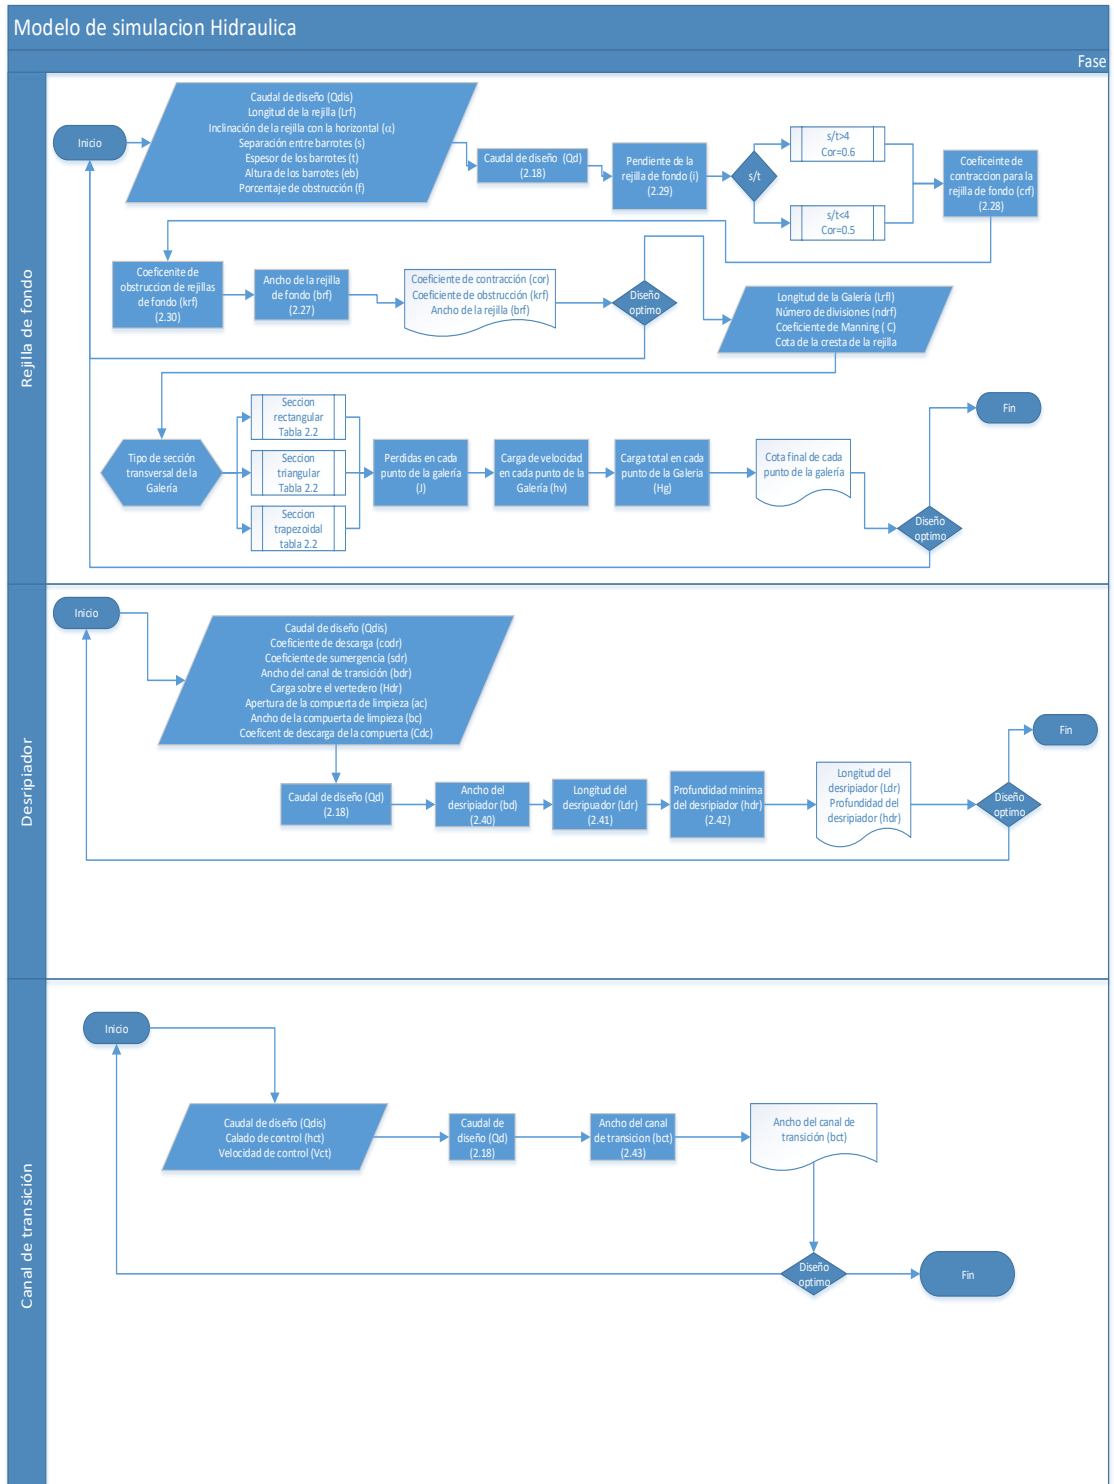 Modelo de simulacion Hidraulica
Fase
Rejilla de fondo
Inicio
Caudal de diseño (Qdis)
Longitud de la rejilla (Lrf)
Inclinación de la rejilla con la horizontal (α)
Separación entre barrotes (s)
Espesor de los barrotes (t)
Altura de los barrotes (eb)
Porcentaje de obstrucción (f)
Caudal de diseño (Qd)
(2.18)
Pendiente de la
rejilla de fondo (i)
(2.29)
s/t
s/t>4
Cor=0.6
s/t<4
Cor=0.5
Coeficeinte de
contraccion para la
rejilla de fondo (crf)
(2.28)
Coeficenite de
obstruccion de rejillas
de fondo (krf)
(2.30)
Ancho de la rejilla
de fondo (brf)
(2.27)
Coeficiente de contracción (cor)
Coeficiente de obstrucción (krf)
Ancho de la rejilla (brf)
Diseño
optimo
Longitud de la Galería (Lrfl)
Número de divisiones (ndrf)
Coeficiente de Manning ( C)
Cota de la cresta de la rejilla
Tipo de sección
transversal de la
Galería
Seccion
rectangular
Tabla 2.2
Seccion
triangular
Tabla 2.2
Seccion
trapezoidal
tabla 2.2
Perdidas en cada
punto de la galería
(J)
Carga de velocidad
en cada punto de la
Galería (hv)
Carga total en cada
punto de la Galería
(Hg)
Cota final de cada
punto de la galería
Diseño
optimo
Fin
Desripiador
Inicio
Caudal de diseño (Qdis)
Coeficiente de descarga (codr)
Coeficiente de sumergencia (sdr)
Ancho del canal de transición (bdr)
Carga sobre el vertedero (Hdr)
Apertura de la compuerta de limpieza (ac)
Ancho de la compuerta de limpieza (bc)
Coeficent de descarga de la compuerta (Cdc)
Caudal de diseño (Qd)
(2.18)
Ancho del
desripiador (bd)
(2.40)
Longitud del
desripuador (Ldr)
(2.41)
Profundidad minima
del desripiador (hdr)
(2.42)
Longitud del
desripiador (Ldr)
Profundidad del
desripiador (hdr)
Diseño
optimo
Fin
Canal de transición
Inicio
Caudal de diseño (Qdis)
Calado de control (hct)
Velocidad de control (Vct)
Caudal de
diseño (Qd)
(2.18)
Ancho del canal
de transicion (bct)
(2.43)
Ancho del canal de
transición (bct)
Diseño
optimo
Fin